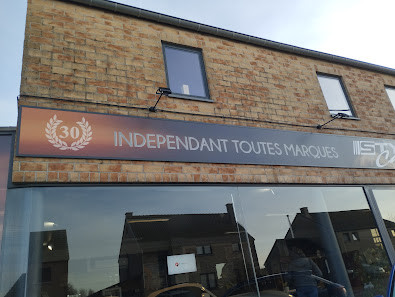 30
INDEPENDANT TOUTES MARQUES